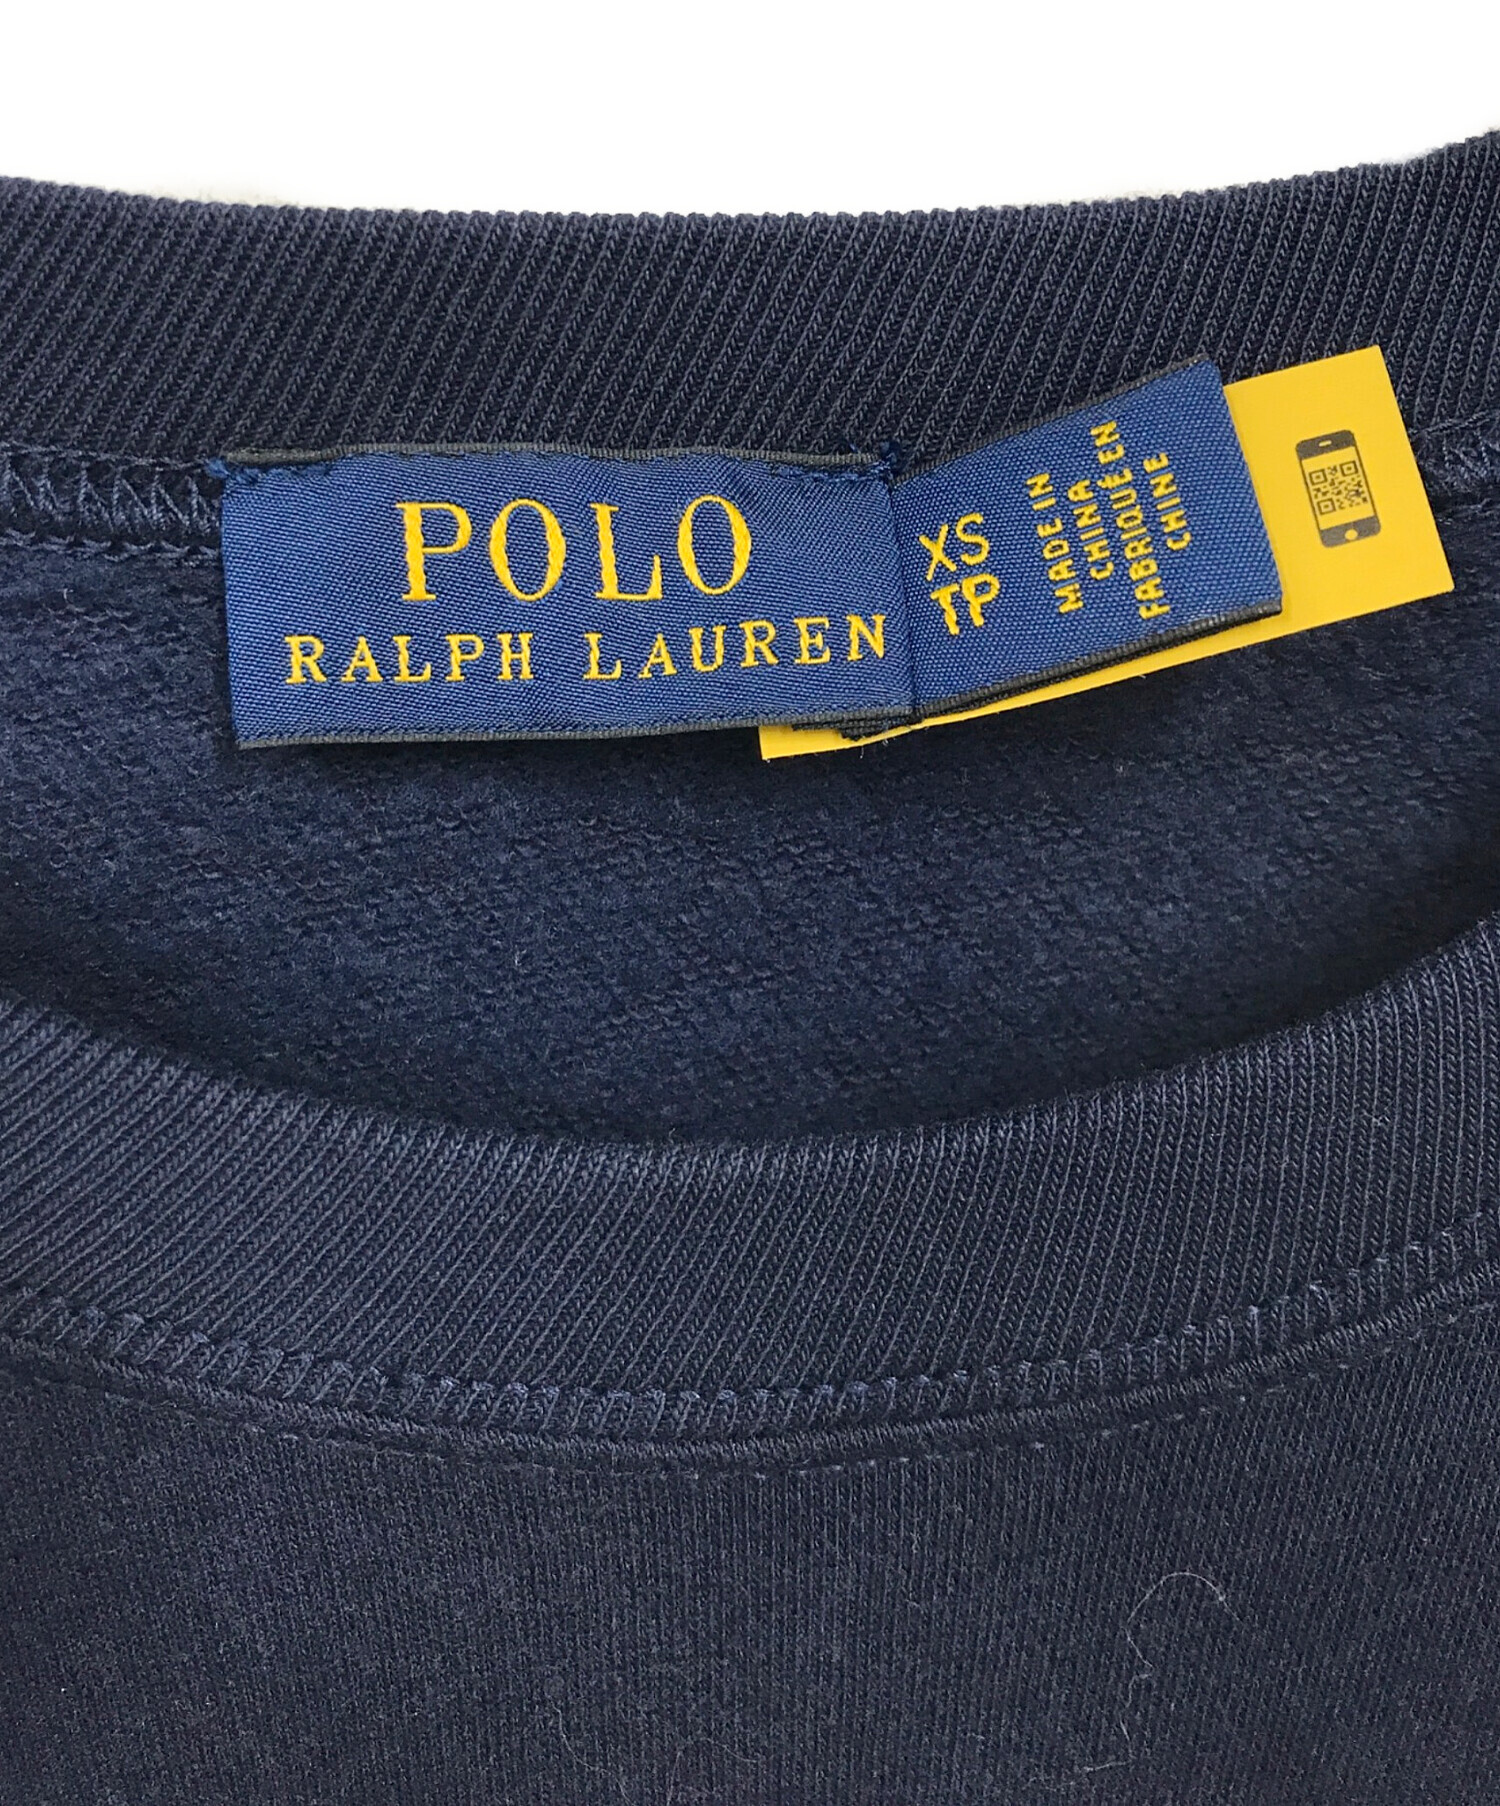 POLO
RALPH LAUREN
XS
TP
MADE IN
CHINA
FABRIQUÉ EN
CHINE